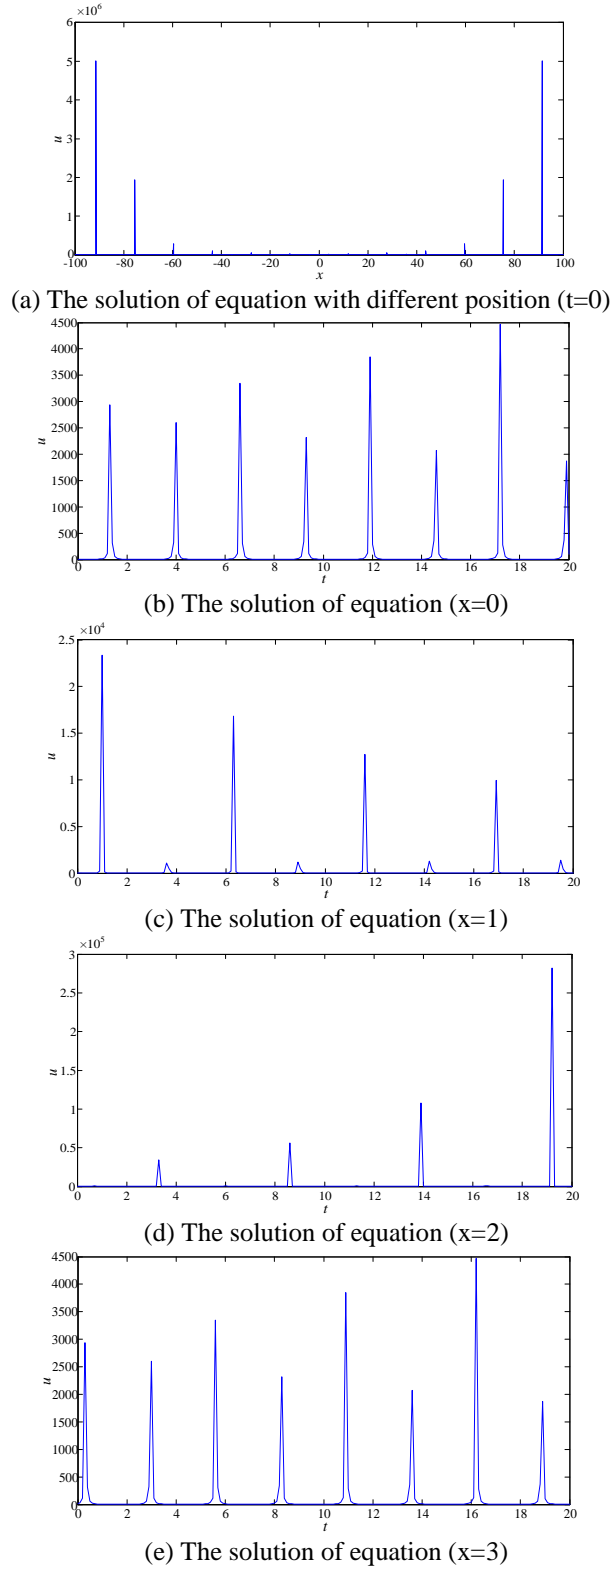 ×10⁶
6
5
4
u
3
2
1
0
-100 -80 -60 -40 -20 0 20 40 60 80 100
x
(a) The solution of equation with different position (t=0)
4500
4000
3500
3000
2500
u
2000
1500
1000
500
0
0 2 4 6 8 10 12 14 16 18 20
t
(b) The solution of equation (x=0)
×10⁴
2.5
2
1.5
u
1
0.5
0
0 2 4 6 8 10 12 14 16 18 20
t
(c) The solution of equation (x=1)
×10⁵
3
2.5
2
u
1.5
1
0.5
0
0 2 4 6 8 10 12 14 16 18 20
t
(d) The solution of equation (x=2)
4500
4000
3500
3000
2500
u
2000
1500
1000
500
0
0 2 4 6 8 10 12 14 16 18 20
t
(e) The solution of equation (x=3)